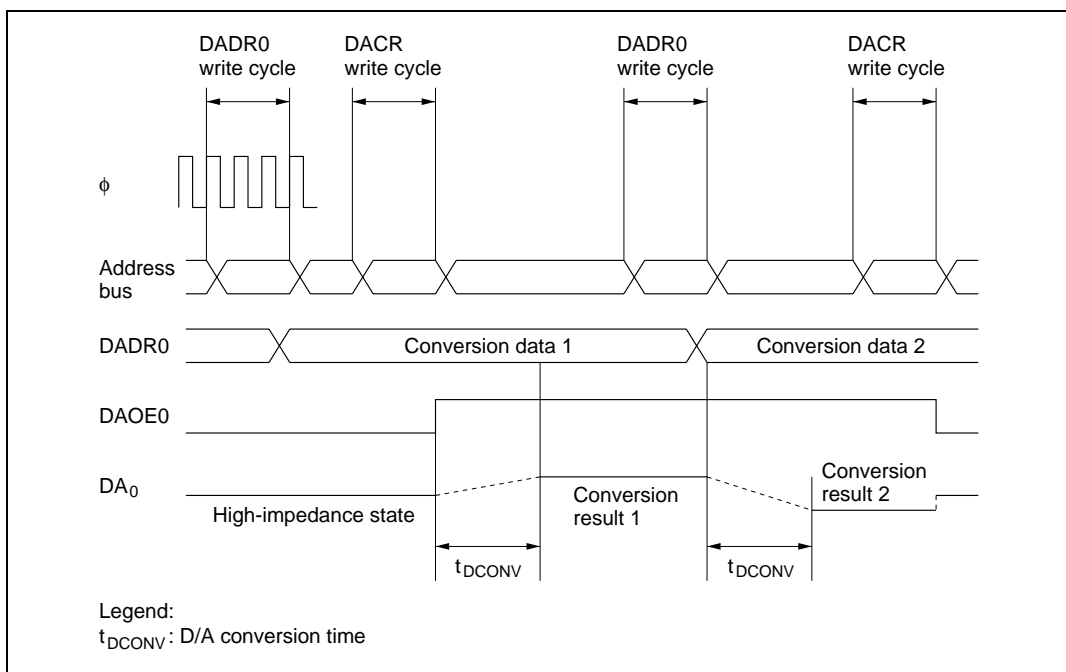 DADR0
write cycle
DACR
write cycle
DADR0
write cycle
DACR
write cycle
φ
Address
bus
DADR0
Conversion data 1
Conversion data 2
DAOE0
DA0
High-impedance state
Conversion
result 1
Conversion
result 2
tDCONV
tDCONV
Legend:
tDCONV : D/A conversion time